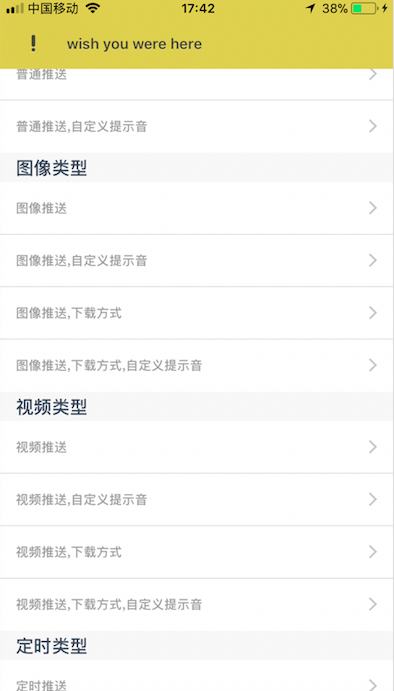 中国移动
17:42
38%
wish you were here
普通推送
普通推送,自定义提示音
图像类型
图像推送
图像推送,自定义提示音
图像推送,下载方式
图像推送,下载方式,自定义提示音
视频类型
视频推送
视频推送,自定义提示音
视频推送,下载方式
视频推送,下载方式,自定义提示音
定时类型
定时推送